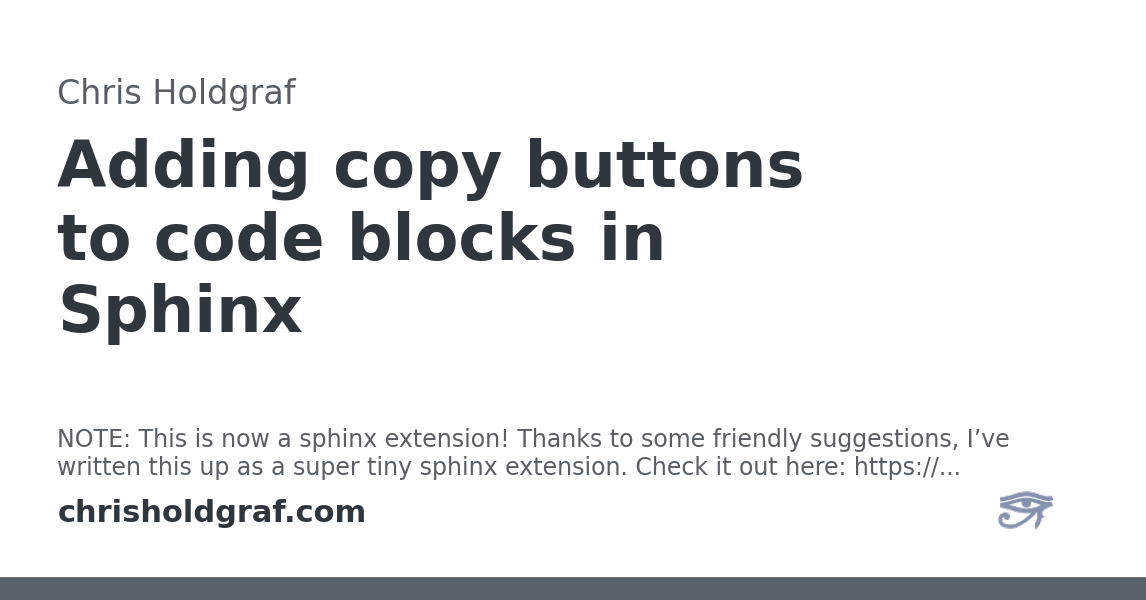 Chris Holdgraf
Adding copy buttons
to code blocks in
Sphinx
NOTE: This is now a sphinx extension! Thanks to some friendly suggestions, I’ve
written this up as a super tiny sphinx extension. Check it out here: https://...
chrisholdgraf.com